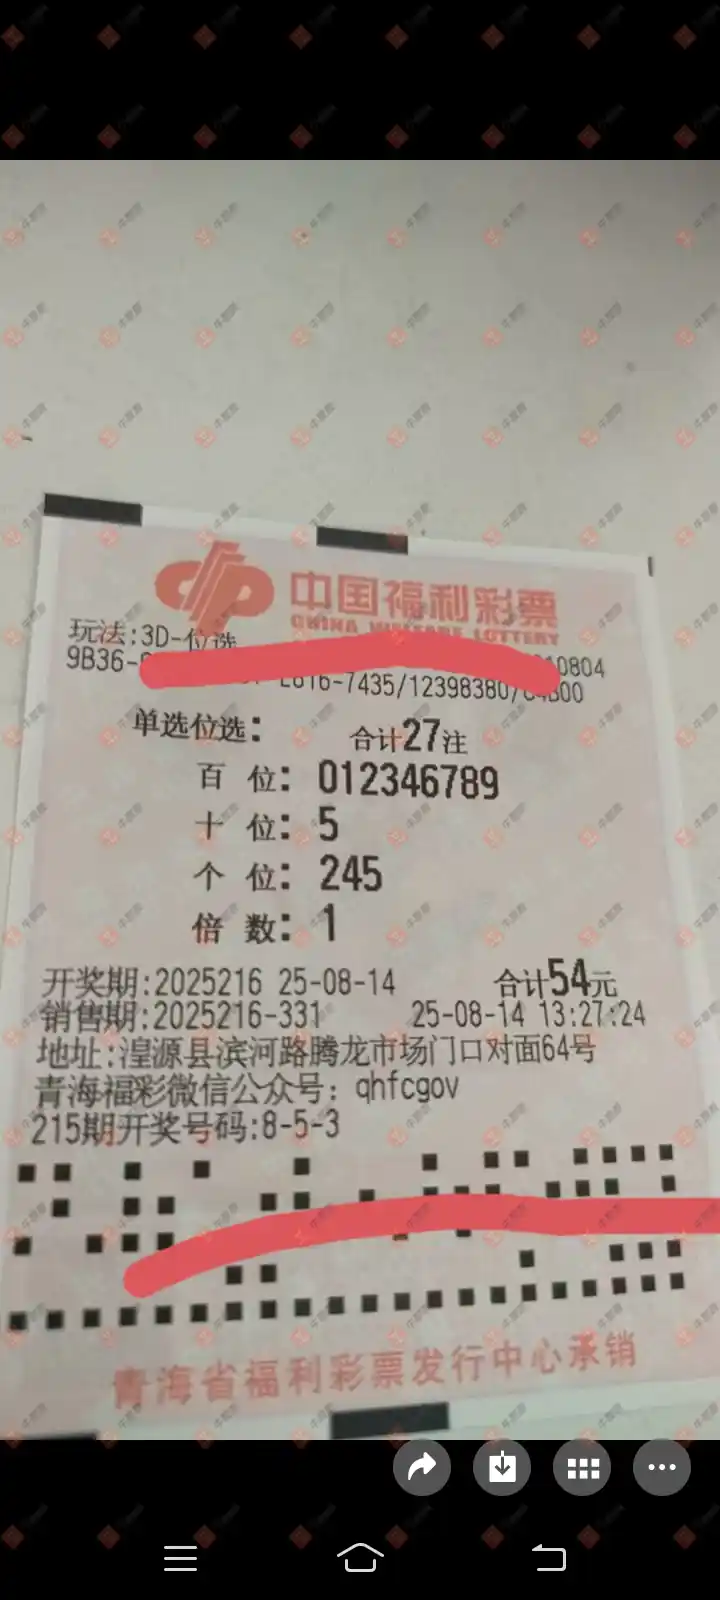 中国福利彩票
CHINA WELFARE LOTTERY
玩法:3D-位选
9B36-
10804
E616-7435/12398380/
单选位选: 合计27注
百 位: 012346789
十 位: 5
个 位: 245
倍 数: 1
开奖期:2025216 25-08-14 合计54元
销售期:2025216-331 25-08-14 13:27:24
地址:湟源县滨河路腾龙市场门口对面64号
青海福彩微信公众号: qhfcgov
215期开奖号码:8-5-3
青海省福利彩票发行中心承销